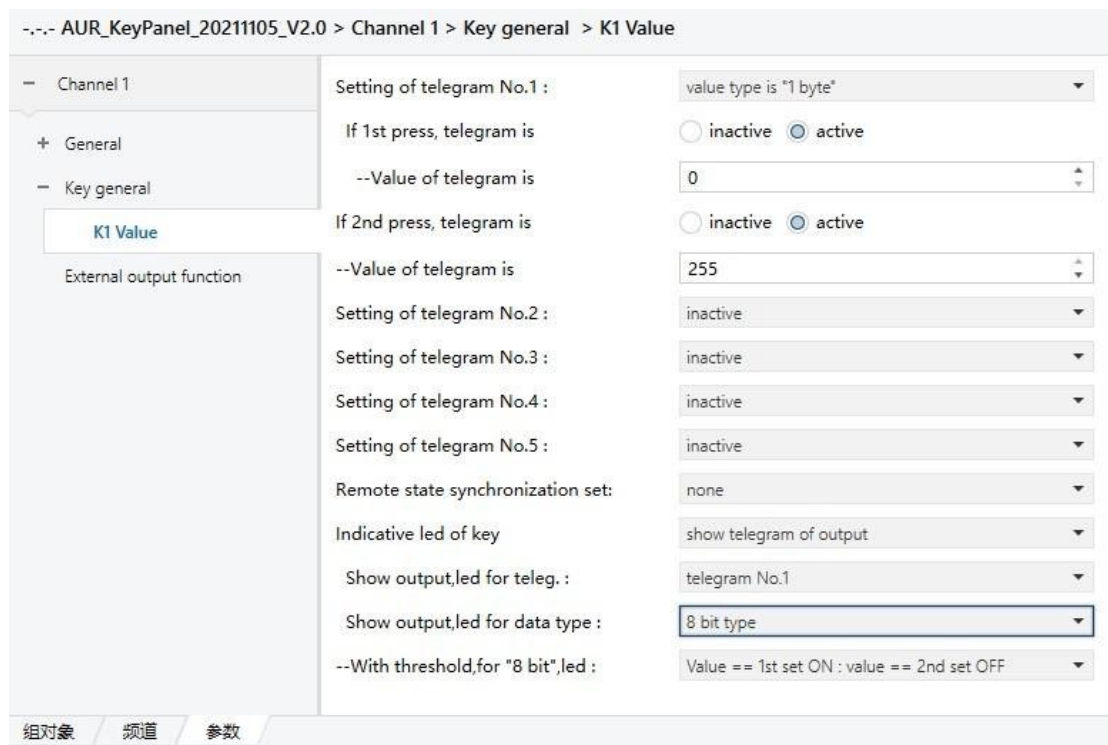 -.-.- AUR_KeyPanel_20211105_V2.0 > Channel 1 > Key general > K1 Value
Channel 1
General
Key general
K1 Value
External output function
Setting of telegram No.1 : value type is "1 byte"
If 1st press, telegram is inactive active
--Value of telegram is 0
If 2nd press, telegram is inactive active
--Value of telegram is 255
Setting of telegram No.2 : inactive
Setting of telegram No.3 : inactive
Setting of telegram No.4 : inactive
Setting of telegram No.5 : inactive
Remote state synchronization set: none
Indicative led of key show telegram of output
Show output,led for teleg. : telegram No.1
Show output,led for data type : 8 bit type
--With threshold,for "8 bit",led : Value == 1st set ON : value == 2nd set OFF
组对象 频道 参数